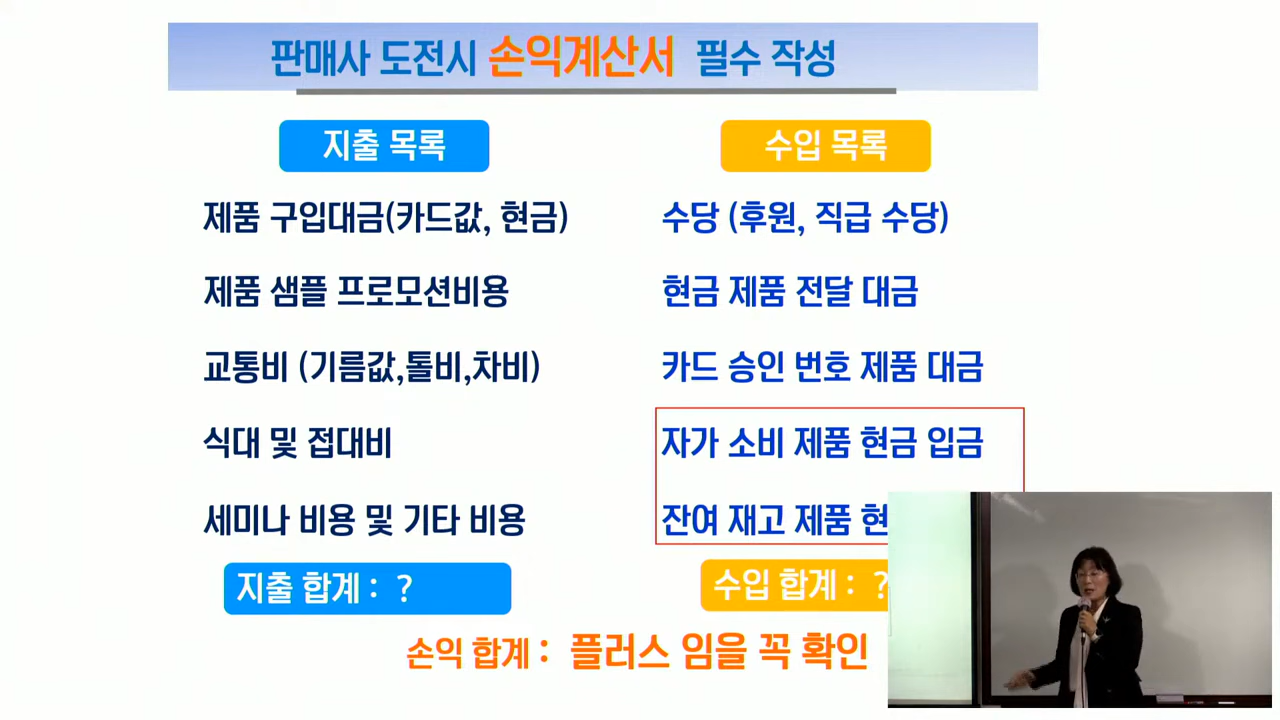 판매사 도전시 손익계산서 필수 작성
지출 목록
제품 구입대금(카드값, 현금)
제품 샘플 프로모션비용
교통비 (기름값,톨비,차비)
식대 및 접대비
세미나 비용 및 기타 비용
지출 합계 : ?
수입 목록
수당 (후원, 직급 수당)
현금 제품 전달 대금
카드 승인 번호 제품 대금
자가 소비 제품 현금 입금
잔여 재고 제품 현
수입 합계 : ?
손익 합계 : 플러스 임을 꼭 확인